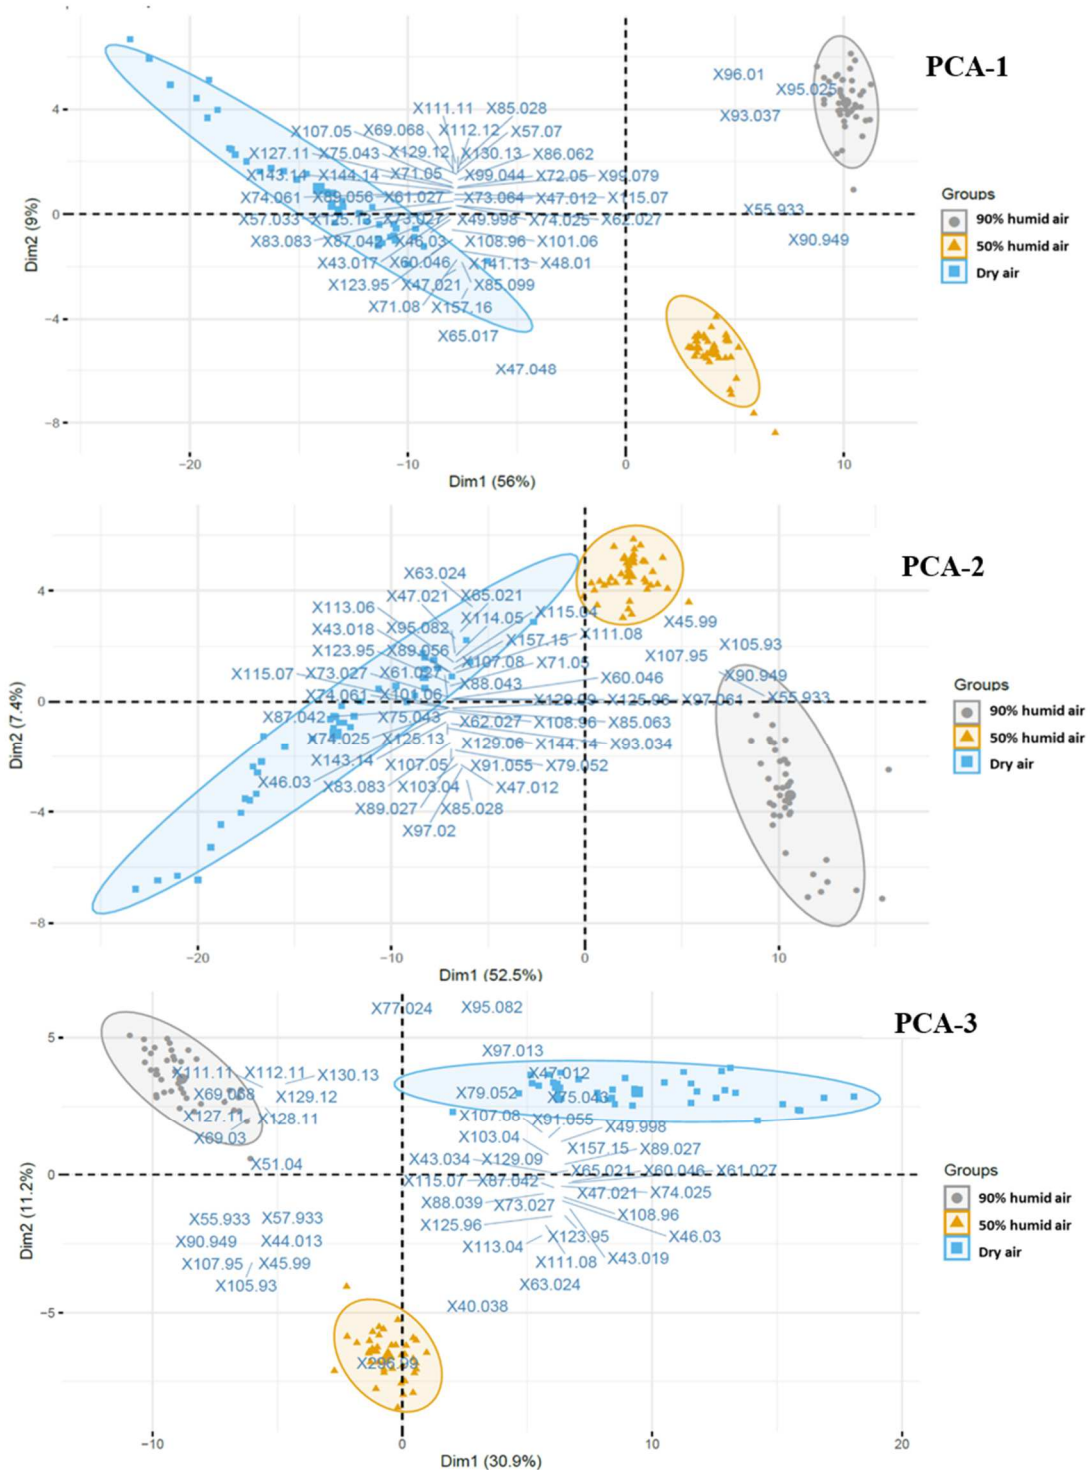 PCA-1
X96.01
X95.025
X93.037
X111.11 X85.028
X107.05 X69.068 X112.12 X57.07
X127.11 X75.043 X129.12 X130.13 X86.062
X143.14 X144.14 X71.05 X99.044 X72.05 X99.079
X74.061 X89.056 X61.027 X73.064 X47.012 X115.07
X55.933
X57.033 X125.13 X73.027 X49.998 X74.025 X62.027
X83.083 X87.042 X46.03 X108.96 X101.06 X90.949
X43.017 X60.046 X141.13 X48.01
X123.95 X47.021 X85.099
X71.08 X157.16
X65.017
X47.048
4
0
−4
−8
Dim2 (9%)
−20 −10 0 10
Dim1 (56%)
Groups
90% humid air
50% humid air
Dry air
PCA-2
X63.024
X47.021 X65.021
X113.06 X114.05 X115.04
X45.99
X43.018 X95.082 X157.15 X111.08
X105.93
X123.95 X89.056 X107.08 X71.05 X107.95
X115.07 X73.027 X61.027 X88.043 X60.046 X90.949
X74.061 X101.06 X129.09 X125.96 X97.061 X55.933
X87.042 X75.043 X62.027 X108.96 X85.063
X74.025 X125.13 X129.06 X144.14 X93.034
X143.14 X107.05 X91.055 X79.052
X46.03 X83.083 X103.04 X47.012
X89.027 X85.028
X97.02
4
0
−4
−8
Dim2 (7.4%)
−20 −10 0 10
Dim1 (52.5%)
Groups
90% humid air
50% humid air
Dry air
PCA-3
X77.024 X95.082
X97.013
X111.11 X112.11 X130.13 X47.012
X69.068 X129.12 X79.052 X75.043
X127.11 X128.11 X107.08 X91.055 X49.998
X69.03 X103.04 X157.15 X89.027
X51.04 X43.034 X129.09 X65.021 X60.046 X61.027
X115.07 X87.042 X47.021 X74.025
X88.039 X73.027 X108.96
X55.933 X57.933 X125.96 X123.95 X46.03
X90.949 X44.013 X113.04 X43.019
X107.95 X45.99 X111.08
X105.93 X63.024
X40.038
X296.99
5
0
−5
Dim2 (11.2%)
−10 0 10 20
Dim1 (30.9%)
Groups
90% humid air
50% humid air
Dry air